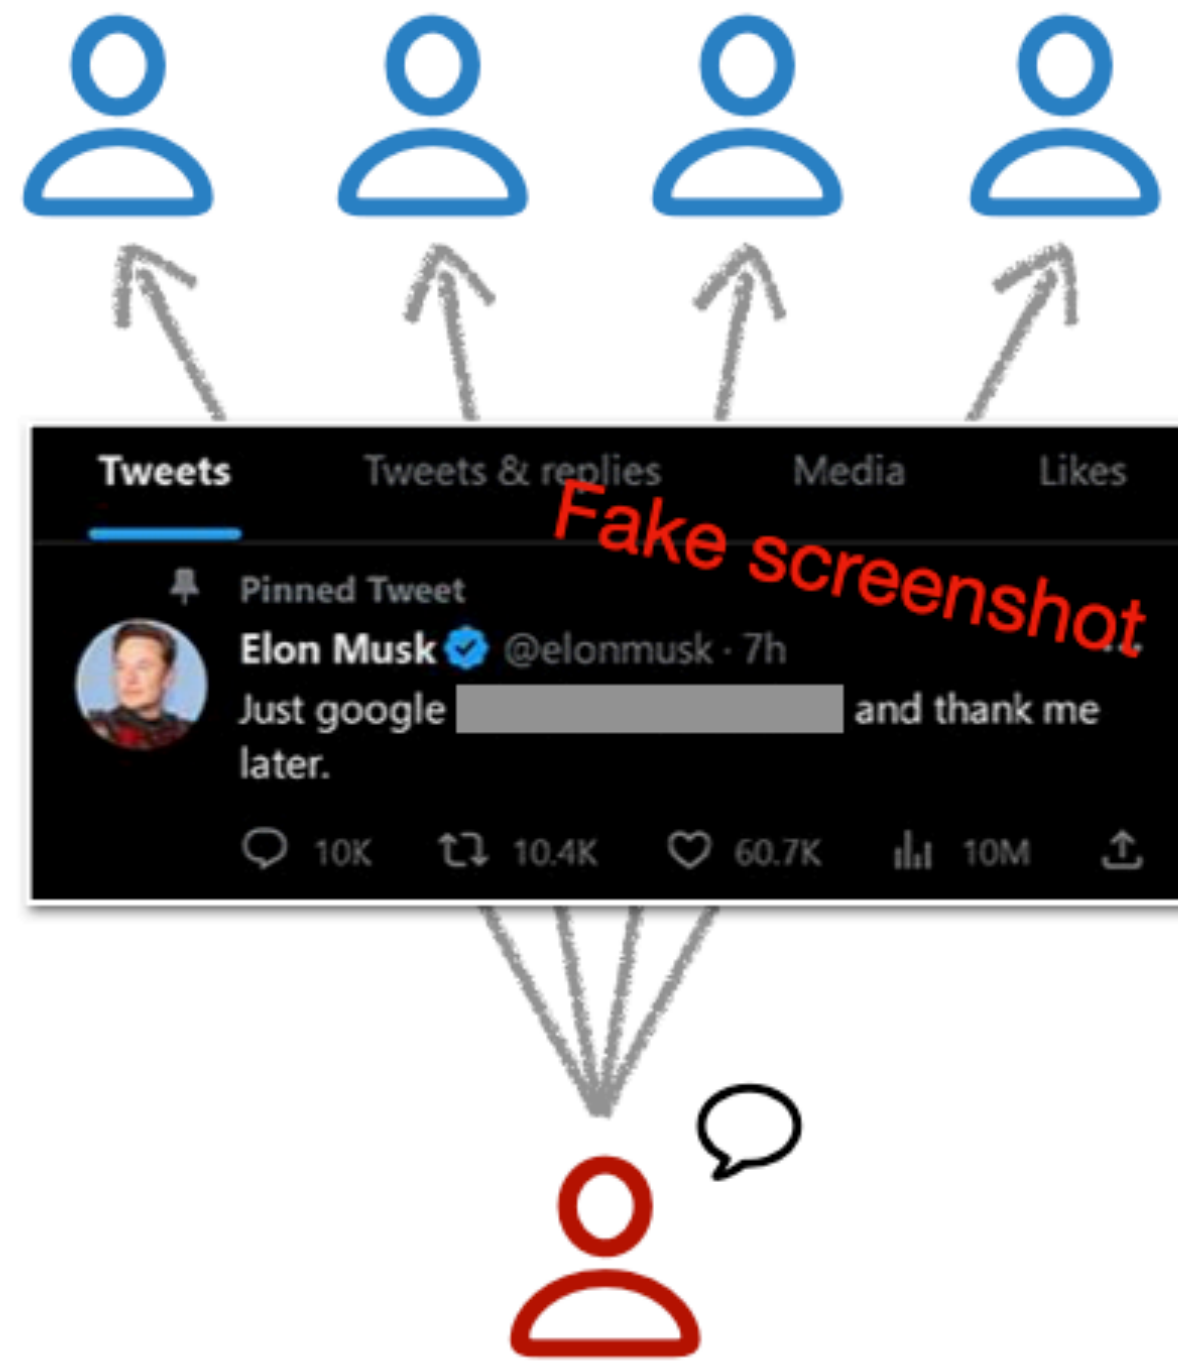 Tweets Tweets & replies Media Likes
Fake screenshot
Pinned Tweet
Elon Musk @elonmusk · 7h ...
Just google and thank me
later.
10K 10.4K 60.7K 10M